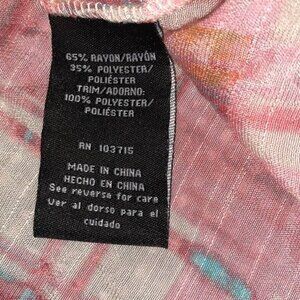 65% RAYON/RAYÓN
35% POLYESTER/
POLIÉSTER
TRIM/ADORNO:
100% POLYESTER/
POLIÉSTER
RN 103715
MADE IN CHINA
HECHO EN CHINA
See reverse for care
Ver al dorso para el
cuidado